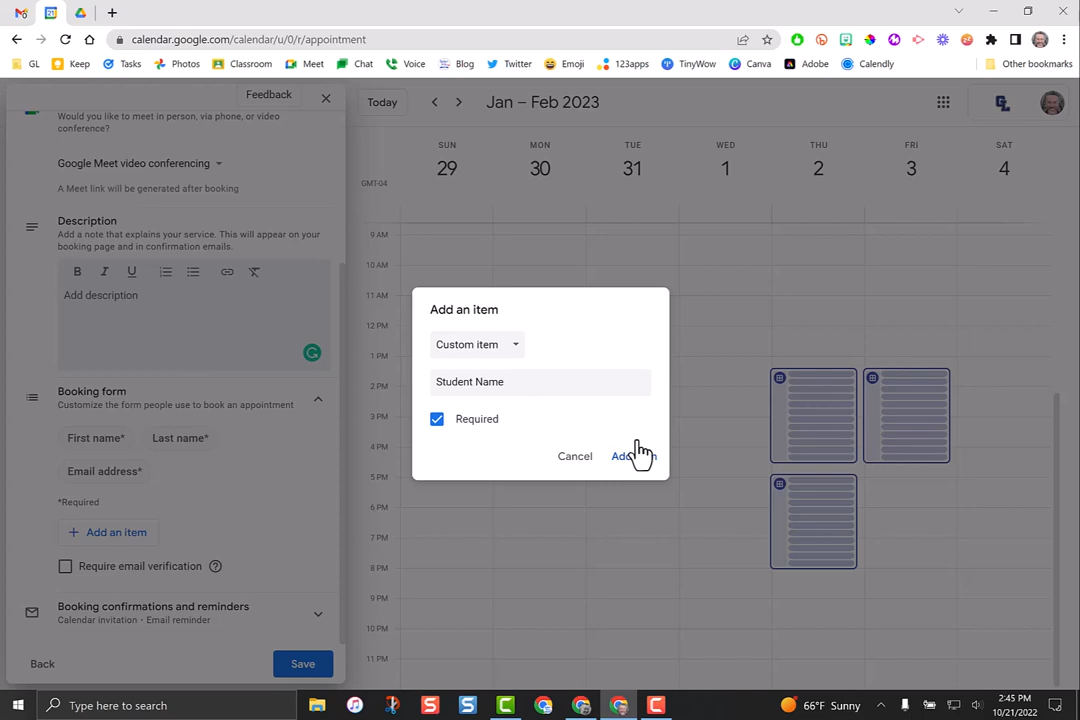 calendar.google.com/calendar/u/0/r/appointment
GL
Keep
Tasks
Photos
Classroom
Meet
Chat
Voice
Blog
Twitter
Emoji
123apps
TinyWow
Canva
Adobe
Calendly
Other bookmarks
Feedback
Would you like to meet in person, via phone, or video
conference?
Google Meet video conferencing
A Meet link will be generated after booking
Description
Add a note that explains your service. This will appear on your
booking page and in confirmation emails.
B I U
Add description
Booking form
Customize the form people use to book an appointment
First name* Last name*
Email address*
*Required
+ Add an item
Require email verification
Booking confirmations and reminders
Calendar invitation • Email reminder
Back
Save
Today
Jan – Feb 2023
GL
SUN MON TUE WED THU FRI SAT
29 30 31 1 2 3 4
GMT-04
9 AM
10 AM
11 AM
12 PM
1 PM
2 PM
3 PM
4 PM
5 PM
6 PM
7 PM
8 PM
9 PM
10 PM
11 PM
Add an item
Custom item
Student Name
Required
Cancel
Type here to search
66°F Sunny
2:45 PM
10/21/2022